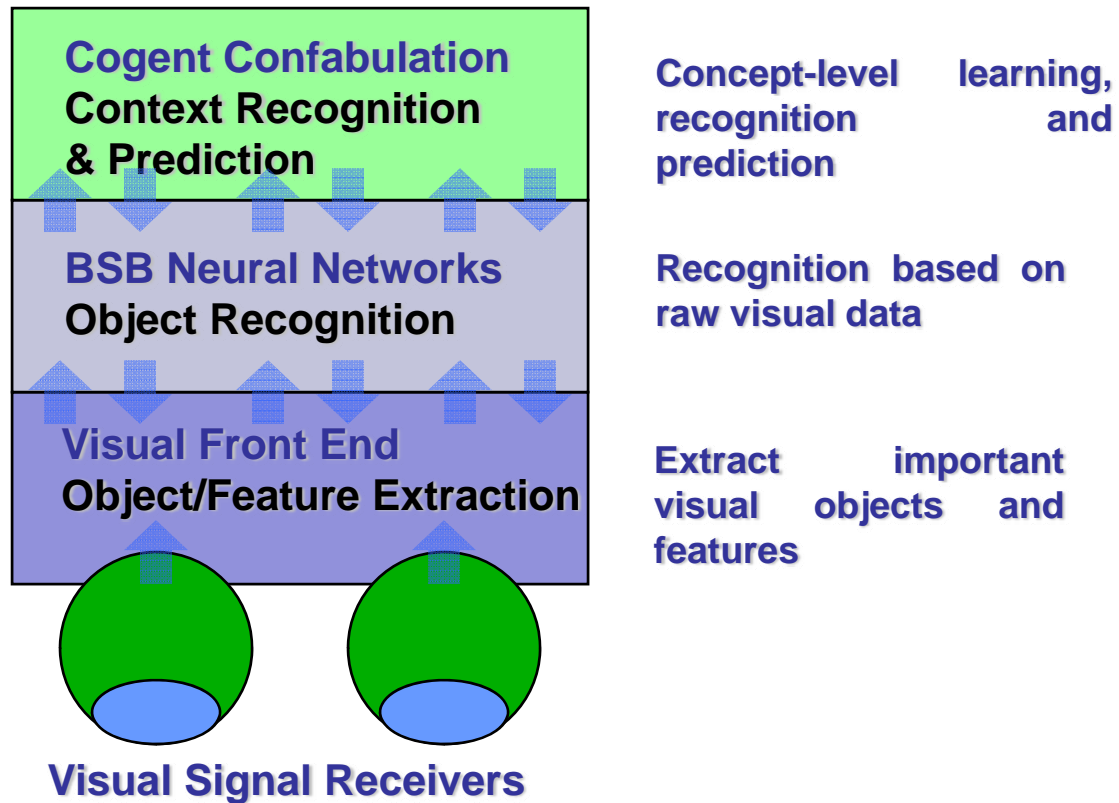 Cogent Confabulation
Context Recognition
& Prediction
Concept-level learning,
recognition and
prediction
BSB Neural Networks
Object Recognition
Recognition based on
raw visual data
Visual Front End
Object/Feature Extraction
Extract important
visual objects and
features
Visual Signal Receivers